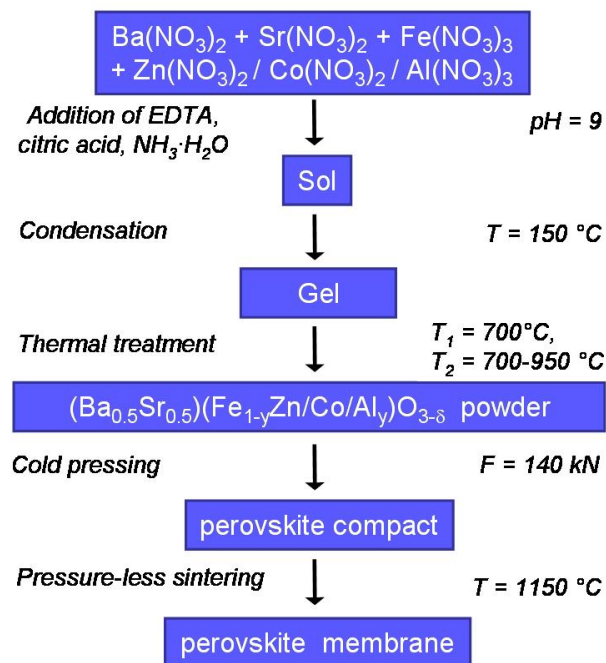 Ba(NO₃)₂ + Sr(NO₃)₂ + Fe(NO₃)₃
+ Zn(NO₃)₂ / Co(NO₃)₂ / Al(NO₃)₃
Addition of EDTA,
citric acid, NH₃·H₂O
pH = 9
Sol
Condensation
T = 150 °C
Gel
Thermal treatment
T₁ = 700°C,
T₂ = 700-950 °C
(Ba₀.₅Sr₀.₅)(Fe₁₋yZn/Co/Aly)O₃₋δ powder
Cold pressing
F = 140 kN
perovskite compact
Pressure-less sintering
T = 1150 °C
perovskite membrane